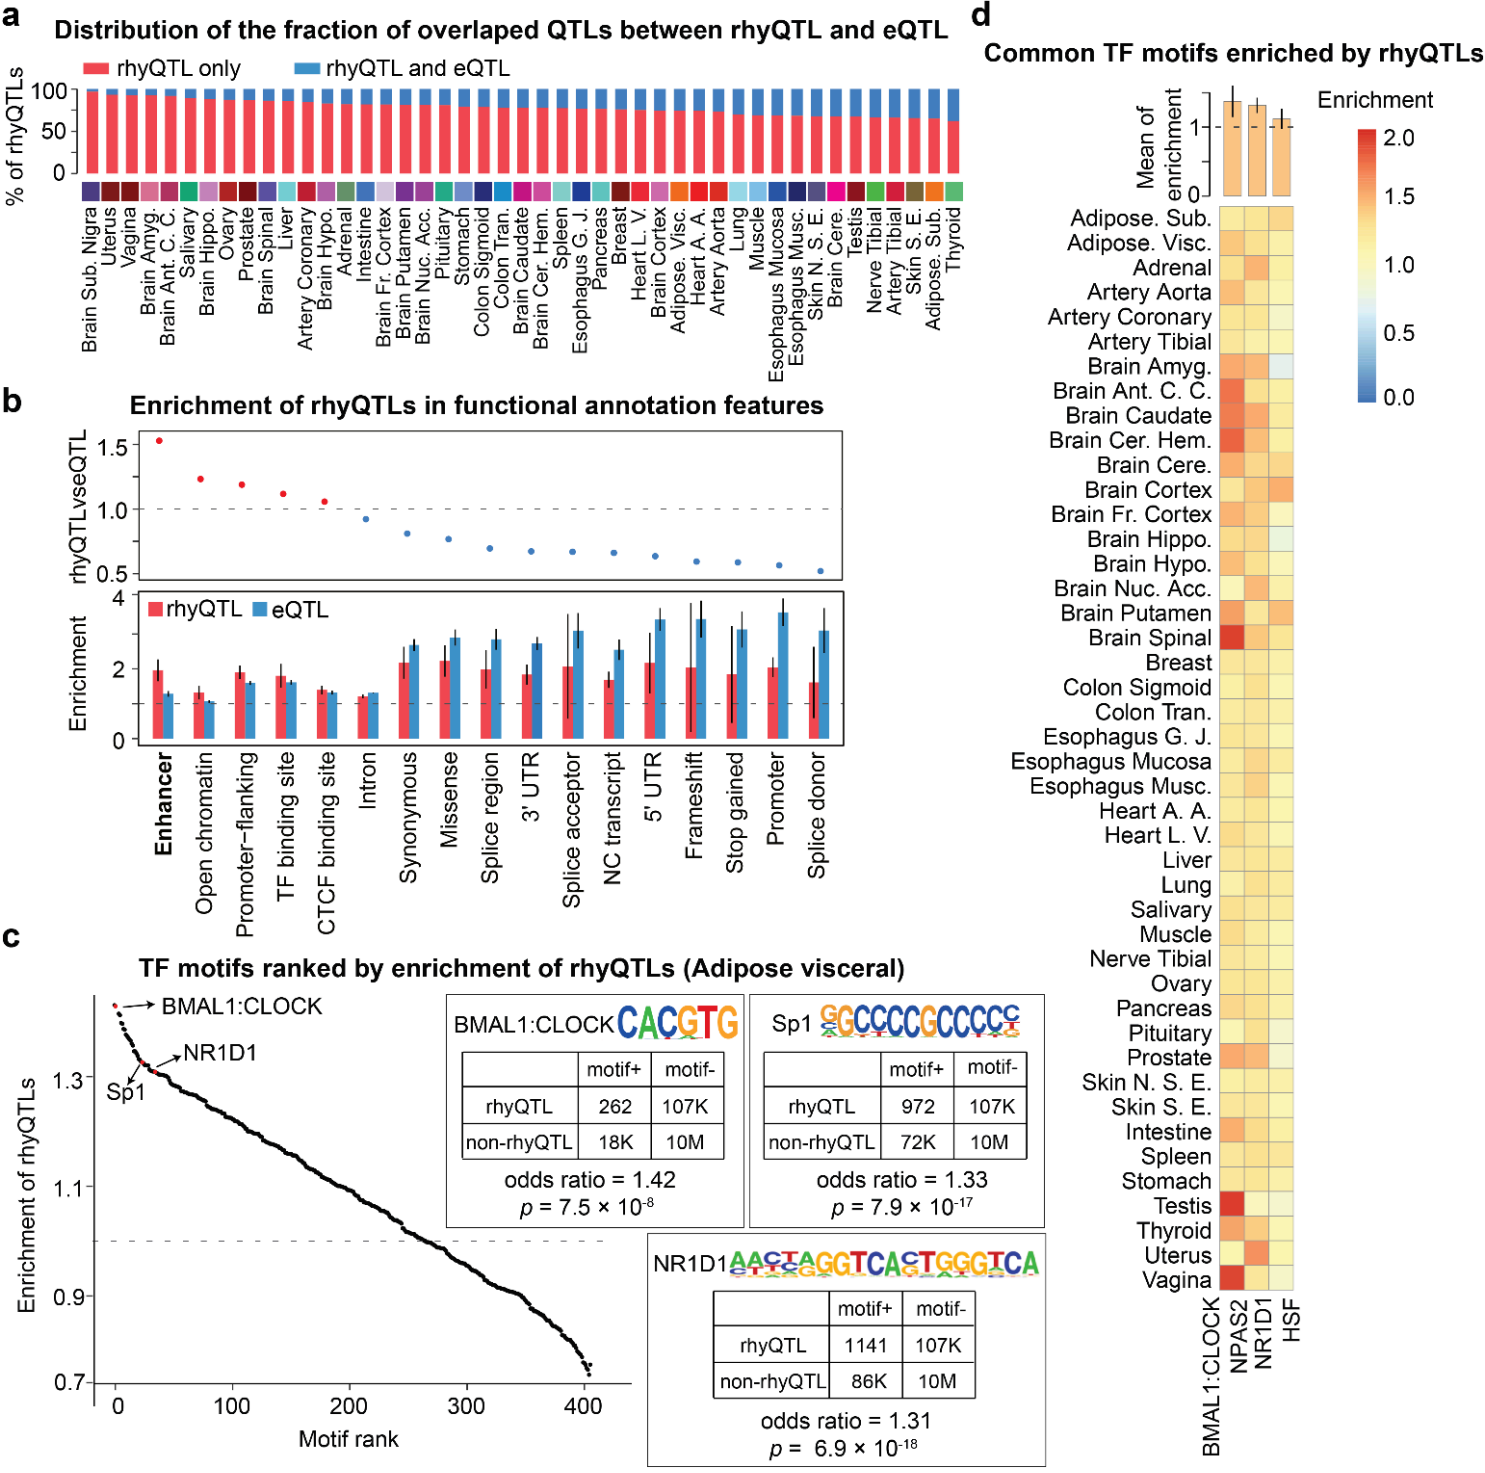 a
Distribution of the fraction of overlaped QTLs between rhyQTL and eQTL
rhyQTL only
rhyQTL and eQTL
% of rhyQTLs
100
50
0
Brain Sub. Nigra
Uterus
Vagina
Brain Amyg.
Brain Ant. C. C.
Salivary
Brain Hippo.
Ovary
Prostate
Brain Spinal
Liver
Artery Coronary
Brain Hypo.
Adrenal
Intestine
Brain Fr. Cortex
Brain Putamen
Brain Nuc. Acc.
Pituitary
Stomach
Colon Sigmoid
Colon Tran.
Brain Caudate
Brain Cer. Hem.
Spleen
Esophagus G. J.
Pancreas
Breast
Heart L. V.
Brain Cortex
Adipose. Visc.
Heart A. A.
Artery Aorta
Lung
Muscle
Esophagus Mucosa
Esophagus Musc.
Skin N. S. E.
Brain Cere.
Testis
Nerve Tibial
Artery Tibial
Skin S. E.
Adipose. Sub.
Thyroid
b
Enrichment of rhyQTLs in functional annotation features
rhyQTLvseQTL
1.5
1.0
0.5
Enrichment
4
2
0
rhyQTL
eQTL
Enhancer
Open chromatin
Promoter−flanking
TF binding site
CTCF binding site
Intron
Synonymous
Missense
Splice region
3' UTR
Splice acceptor
NC transcript
5' UTR
Frameshift
Stop gained
Promoter
Splice donor
c
TF motifs ranked by enrichment of rhyQTLs (Adipose visceral)
Enrichment of rhyQTLs
1.3
1.1
0.9
0.7
0
100
200
300
400
Motif rank
BMAL1:CLOCK
NR1D1
Sp1
BMAL1:CLOCK CACGTG
motif+ motif-
rhyQTL 262 107K
non-rhyQTL 18K 10M
odds ratio = 1.42
p = 7.5 × 10-8
Sp1 GGCCCCGCCCCC
motif+ motif-
rhyQTL 972 107K
non-rhyQTL 72K 10M
odds ratio = 1.33
p = 7.9 × 10-17
NR1D1 AACTAGGTCACTGGGTCA
motif+ motif-
rhyQTL 1141 107K
non-rhyQTL 86K 10M
odds ratio = 1.31
p = 6.9 × 10-18
d
Common TF motifs enriched by rhyQTLs
Mean of
enrichment
1
0
Enrichment
2.0
1.5
1.0
0.5
0.0
Adipose. Sub.
Adipose. Visc.
Adrenal
Artery Aorta
Artery Coronary
Artery Tibial
Brain Amyg.
Brain Ant. C. C.
Brain Caudate
Brain Cer. Hem.
Brain Cere.
Brain Cortex
Brain Fr. Cortex
Brain Hippo.
Brain Hypo.
Brain Nuc. Acc.
Brain Putamen
Brain Spinal
Breast
Colon Sigmoid
Colon Tran.
Esophagus G. J.
Esophagus Mucosa
Esophagus Musc.
Heart A. A.
Heart L. V.
Liver
Lung
Salivary
Muscle
Nerve Tibial
Ovary
Pancreas
Pituitary
Prostate
Skin N. S. E.
Skin S. E.
Intestine
Spleen
Stomach
Testis
Thyroid
Uterus
Vagina
BMAL1:CLOCK
NPAS2
NR1D1
HSF